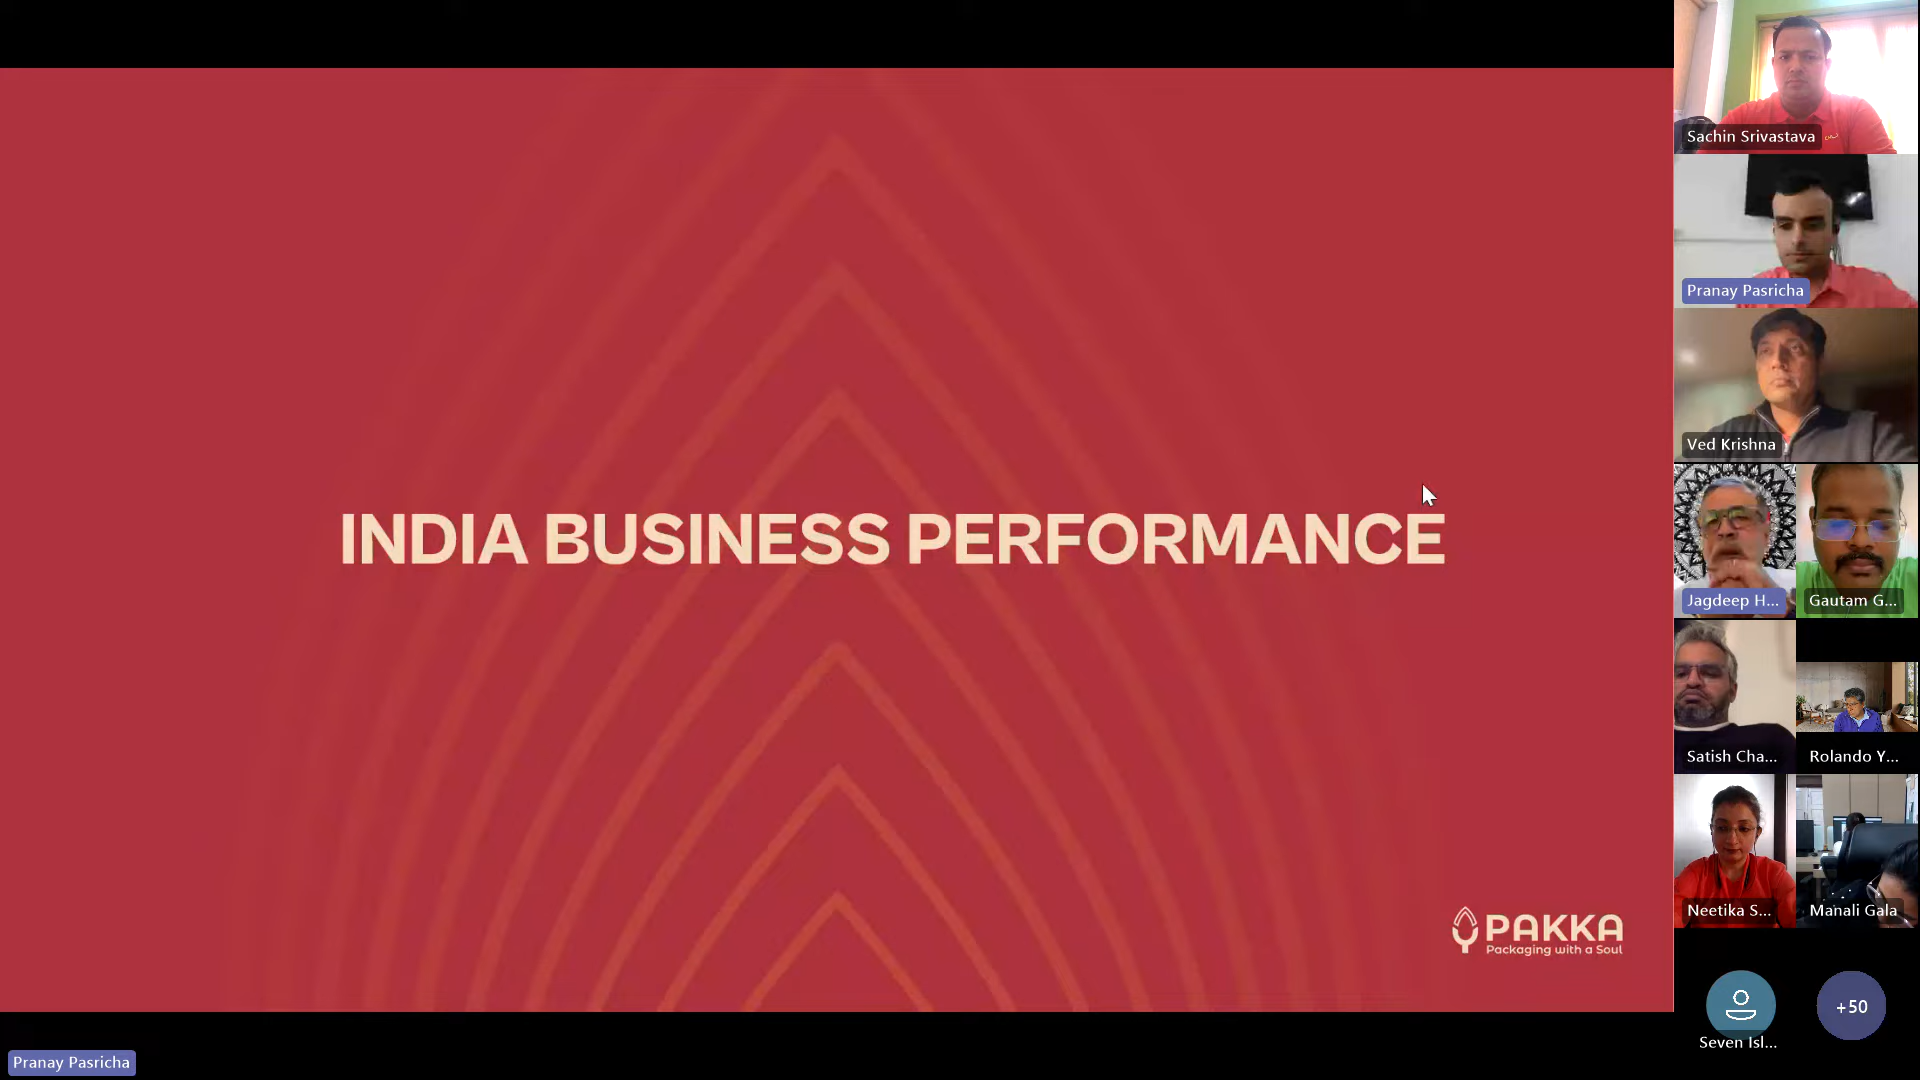 INDIA BUSINESS PERFORMANCE
PAKKA
Packaging with a Soul
Pranay Pasricha
Sachin Srivastava
Pranay Pasricha
Ved Krishna
Jagdeep H...
Gautam G...
Satish Cha...
Rolando Y...
Neetika S...
Manali Gala
Seven Isl...
+50